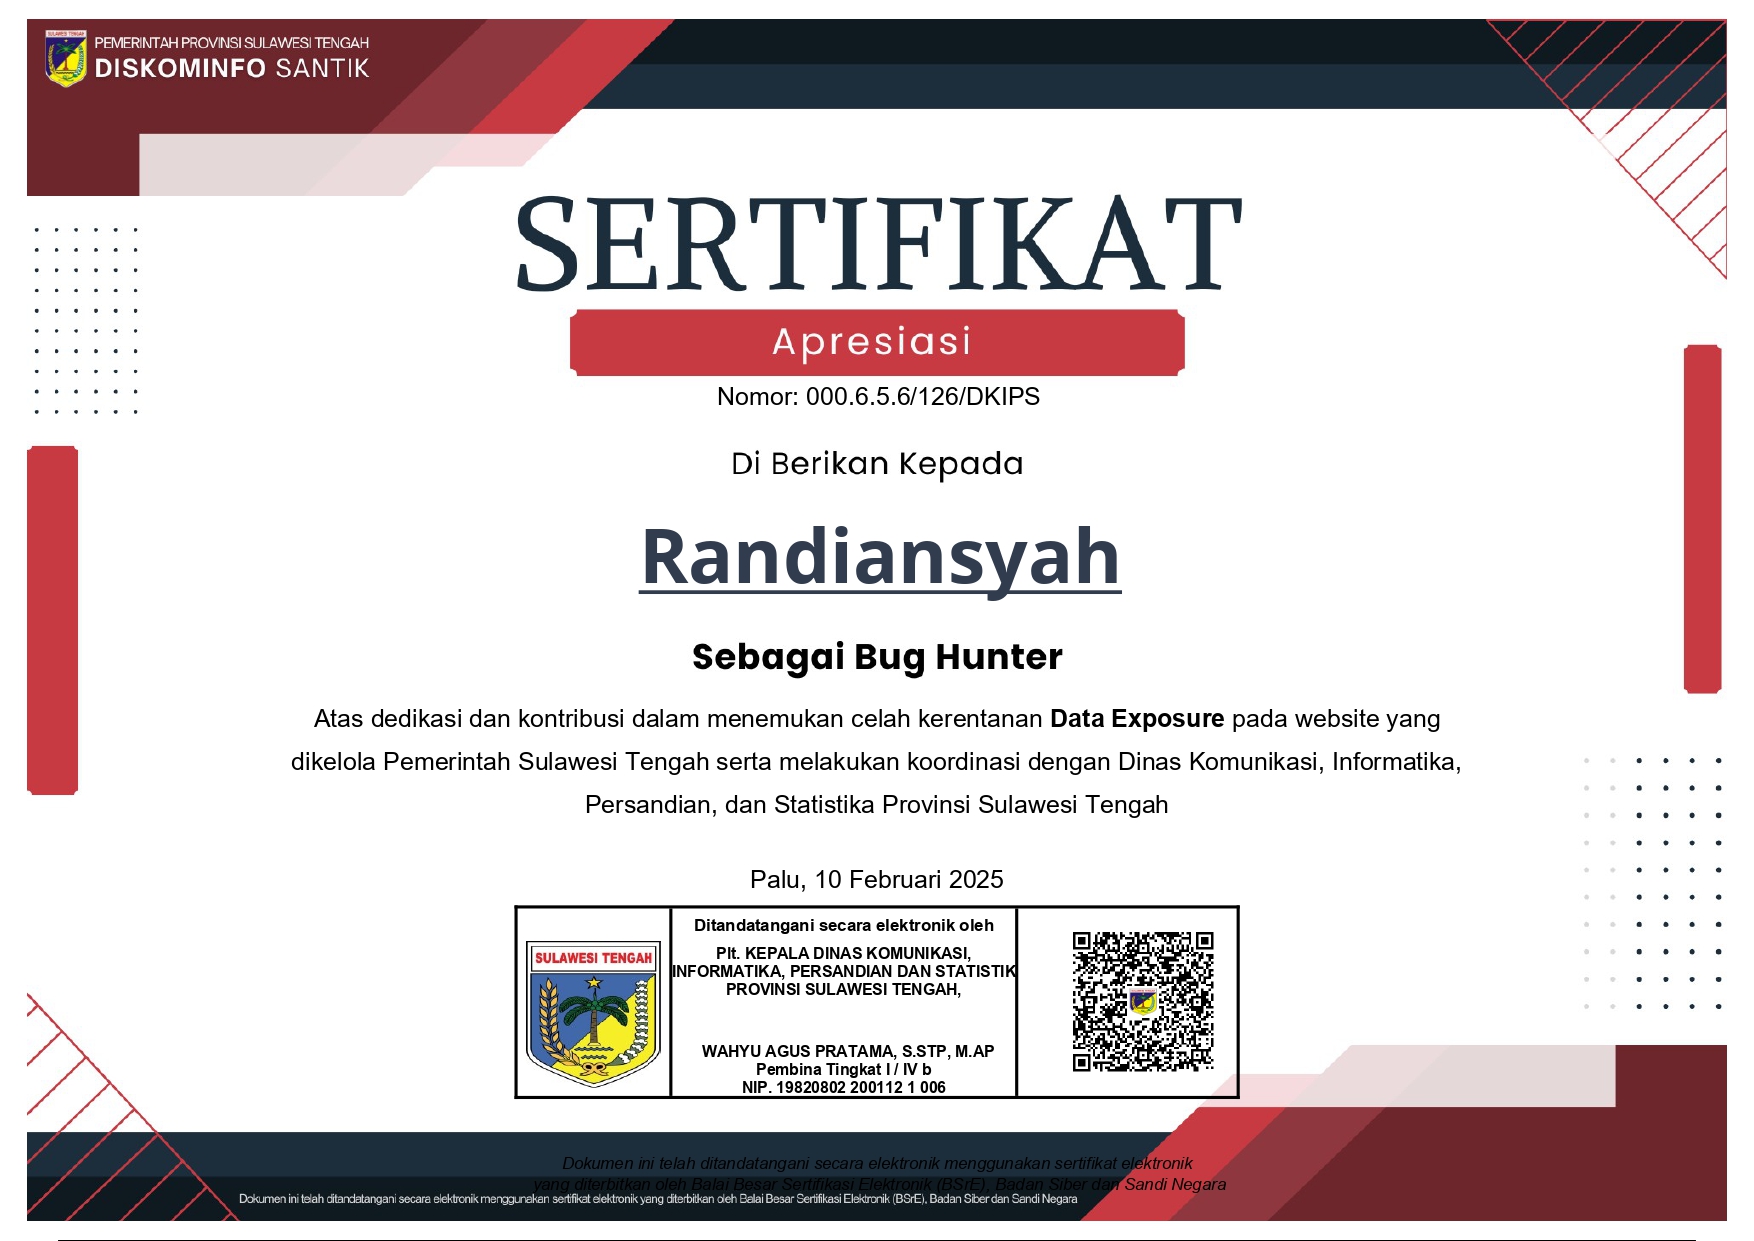 SULAWESI TENGAH
PEMERINTAH PROVINSI SULAWESI TENGAH
DISKOMINFO SANTIK
SERTIFIKAT
Apresiasi
Nomor: 000.6.5.6/126/DKIPS
Di Berikan Kepada
Randiansyah
Sebagai Bug Hunter
Atas dedikasi dan kontribusi dalam menemukan celah kerentanan Data Exposure pada website yang
dikelola Pemerintah Sulawesi Tengah serta melakukan koordinasi dengan Dinas Komunikasi, Informatika,
Persandian, dan Statistika Provinsi Sulawesi Tengah
Palu, 10 Februari 2025
SULAWESI TENGAH
Ditandatangani secara elektronik oleh
Plt. KEPALA DINAS KOMUNIKASI,
INFORMATIKA, PERSANDIAN DAN STATISTIK
PROVINSI SULAWESI TENGAH,
WAHYU AGUS PRATAMA, S.STP, M.AP
Pembina Tingkat I / IV b
NIP. 19820802 200112 1 006
Dokumen ini telah ditandatangani secara elektronik menggunakan sertifikat elektronik
yang diterbitkan oleh Balai Besar Sertifikasi Elektronik (BSrE), Badan Siber dan Sandi Negara
Dokumen ini telah ditandatangani secara elektronik menggunakan sertifikat elektronik yang diterbitkan oleh Balai Besar Sertifikasi Elektronik (BSrE), Badan Siber dan Sandi Negara